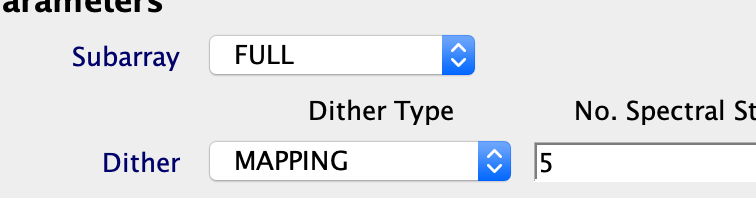 arameters
Subarray FULL
Dither Type No. Spectral St
Dither MAPPING 5